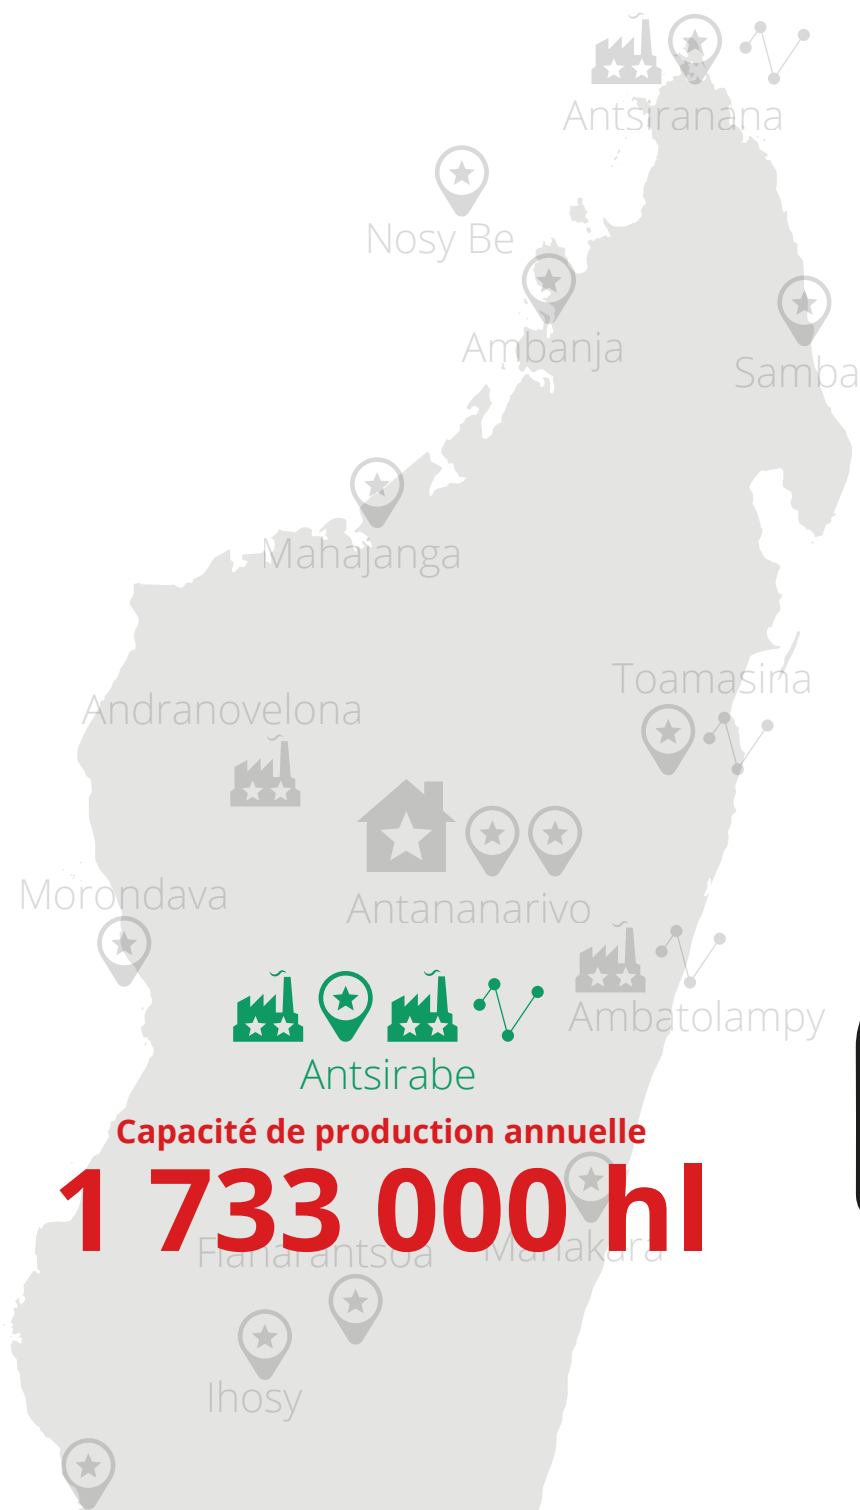 Antsiranana
Nosy Be
Ambanja
Samba
Mahajanga
Toamasina
Andranovelona
Morondava
Antananarivo
Ambatolampy
Antsirabe
Capacité de production annuelle
1 733 000 hl
Fianarantsoa
Manakara
Ihosy